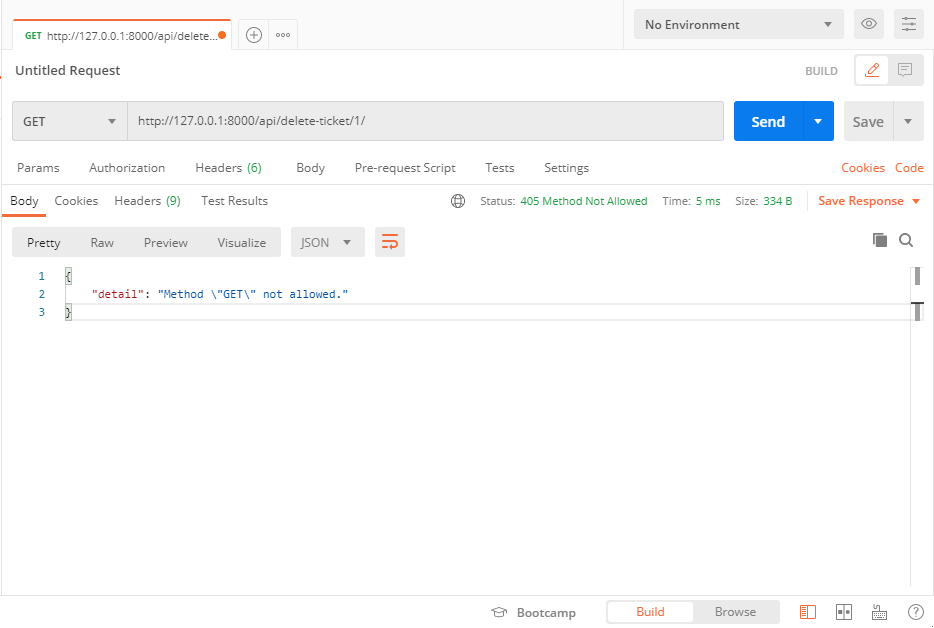 GET http://127.0.0.1:8000/api/delete... No Environment
Untitled Request BUILD
GET http://127.0.0.1:8000/api/delete-ticket/1/ Send Save
Params Authorization Headers (6) Body Pre-request Script Tests Settings Cookies Code
Body Cookies Headers (9) Test Results Status: 405 Method Not Allowed Time: 5 ms Size: 334 B Save Response
Pretty Raw Preview Visualize JSON
1 {
2 "detail": "Method \"GET\" not allowed."
3 }
Bootcamp Build Browse ?